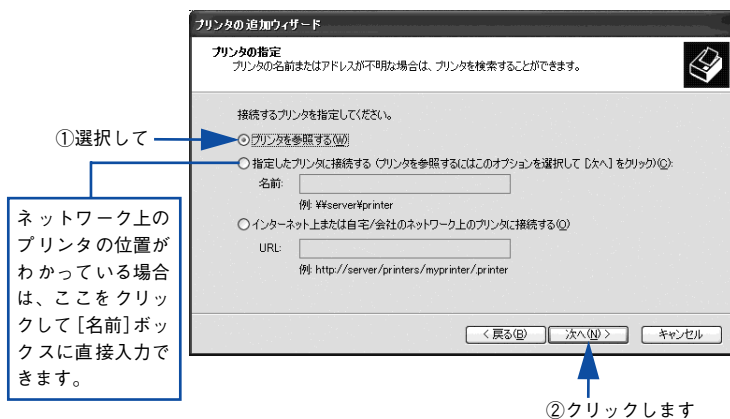 プリンタの追加ウィザード
プリンタの指定
プリンタの名前またはアドレスが不明な場合は、プリンタを検索することができます。
接続するプリンタを指定してください。
①選択して
プリンタを参照する(W)
指定したプリンタに接続する (プリンタを参照するにはこのオプションを選択して [次へ] をクリック)(C):
名前:
例: ¥¥server¥printer
インターネット上または自宅/会社のネットワーク上のプリンタに接続する(O)
URL:
例: http://server/printers/myprinter/.printer
ネットワーク上の
プリンタの位置が
わかっている場合
は、ここをクリッ
クして[名前]ボッ
クスに直接入力で
きます。
< 戻る(B)
次へ(N) >
キャンセル
②クリックします